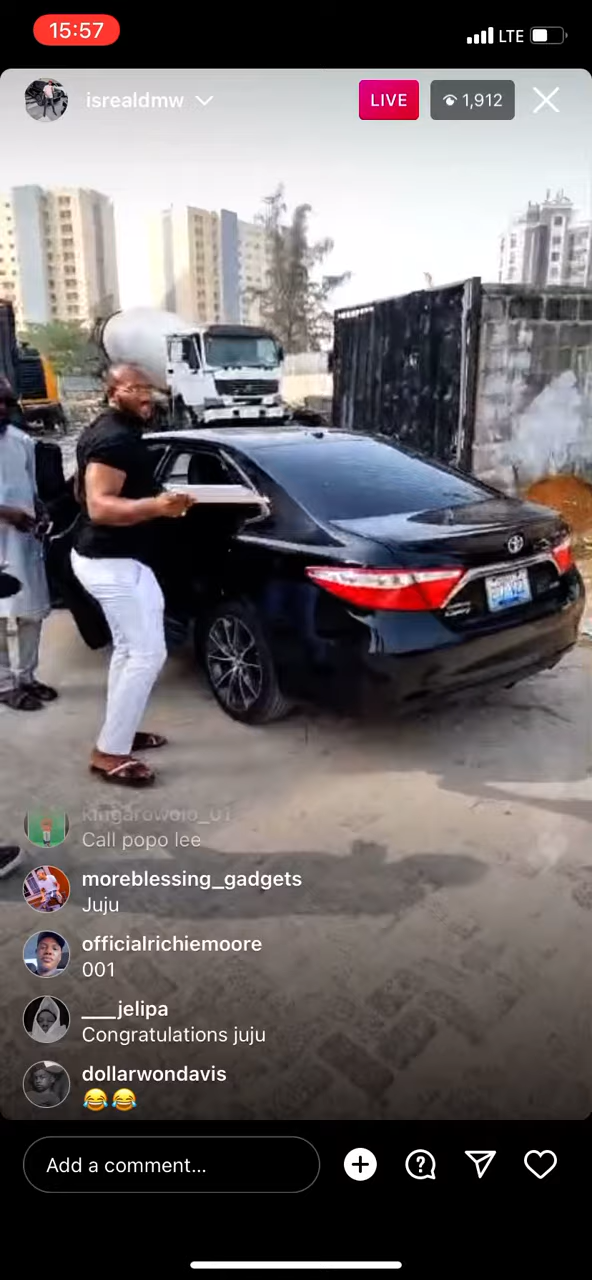 15:57
LTE
isrealdmw
LIVE
1,912
kingarowolo_01
Call popo lee
moreblessing_gadgets
Juju
officialrichiemoore
001
___jelipa
Congratulations juju
dollarwondavis
😂😂
Add a comment...